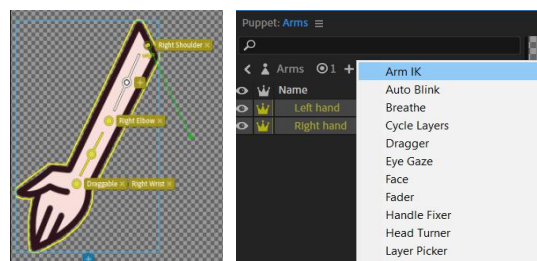 Right Shoulder ×
Right Elbow ×
Draggable × Right Wrist ×
Puppet: Arms
Arms 1 +
Name
Left hand
Right hand
Arm IK
Auto Blink
Breathe
Cycle Layers
Dragger
Eye Gaze
Face
Fader
Handle Fixer
Head Turner
Layer Picker